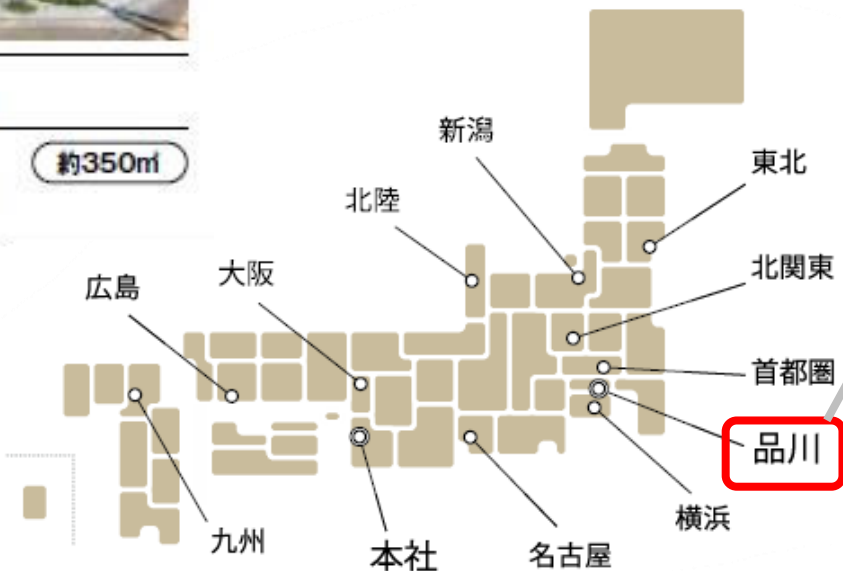 約350㎡
新潟
東北
北陸
北関東
大阪
広島
首都圏
品川
横浜
九州
本社
名古屋